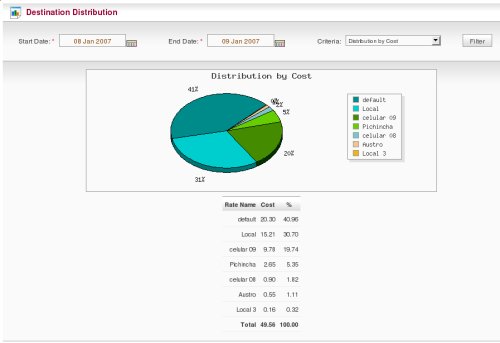 Destination Distribution
Start Date: * 08 Jan 2007 End Date: * 09 Jan 2007 Criteria: Distribution by Cost Filter
Distribution by Cost
41%
0%
2%
5%
20%
31%
default
Local
celular 09
Pichincha
celular 08
Austro
Local 3
Rate Name Cost %
default 20.30 40.96
Local 15.21 30.70
celular 09 9.78 19.74
Pichincha 2.65 5.35
celular 08 0.90 1.82
Austro 0.55 1.11
Local 3 0.16 0.32
Total 49.56 100.00